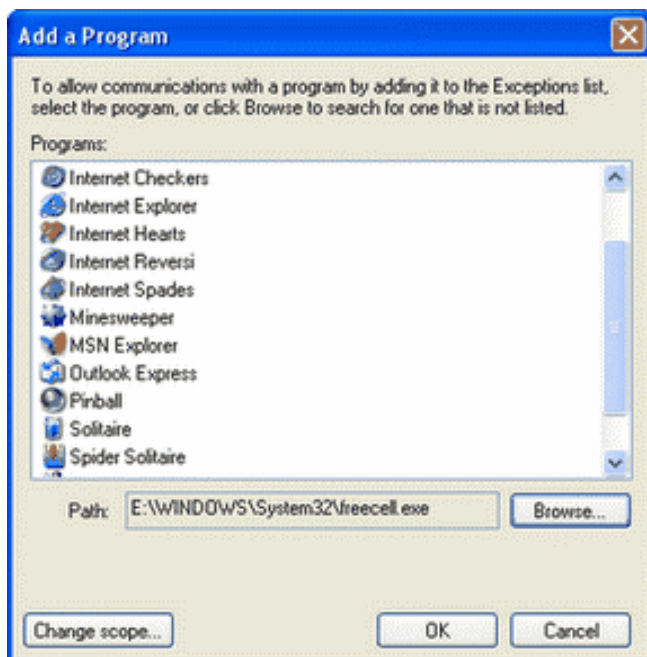 Add a Program
To allow communications with a program by adding it to the Exceptions list,
select the program, or click Browse to search for one that is not listed.
Programs:
Internet Checkers
Internet Explorer
Internet Hearts
Internet Reversi
Internet Spades
Minesweeper
MSN Explorer
Outlook Express
Pinball
Solitaire
Spider Solitaire
Path: E:\WINDOWS\System32\freecell.exe Browse...
Change scope... OK Cancel